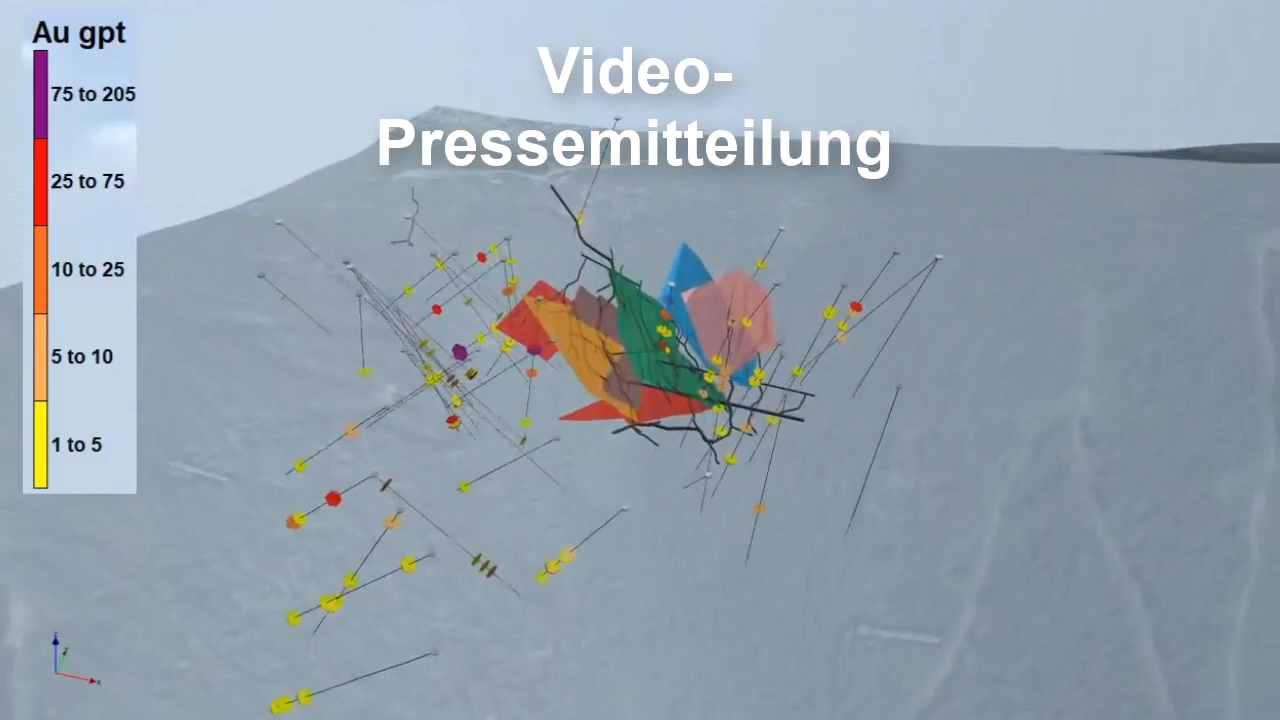 Au gpt
75 to 205
25 to 75
10 to 25
5 to 10
1 to 5
Video-
Pressemitteilung